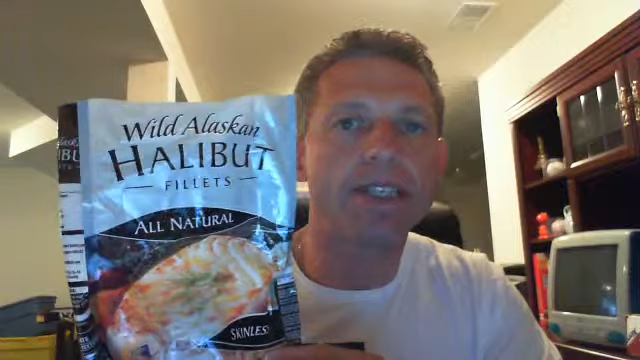 Wild Alaskan
HALIBUT
FILLETS
ALL NATURAL
SKINLESS